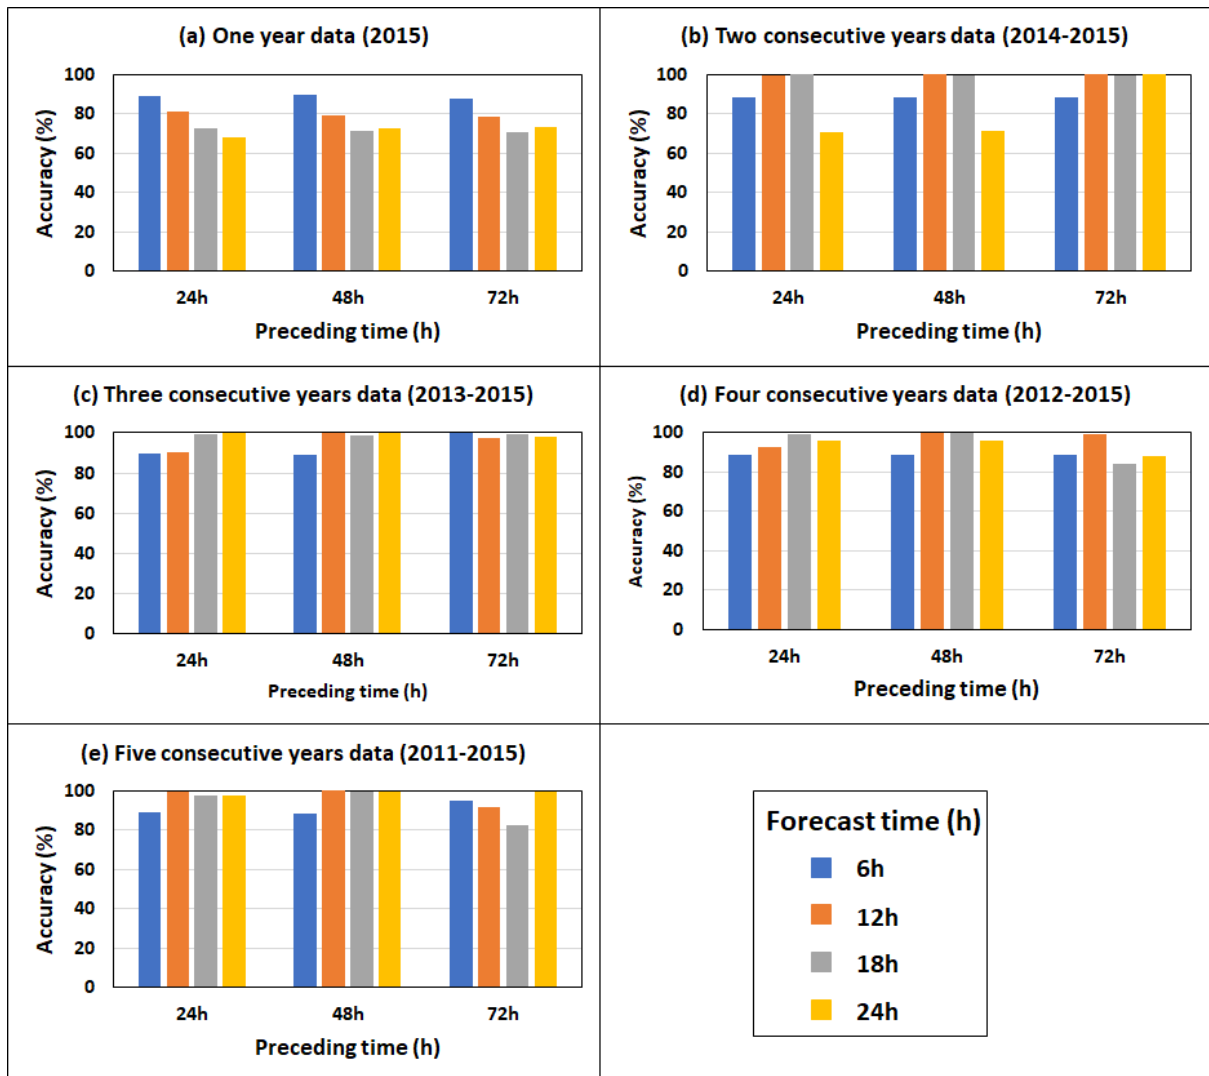 (a) One year data (2015)
Accuracy (%)
100
80
60
40
20
0
24h 48h 72h
Preceding time (h)
(b) Two consecutive years data (2014-2015)
Accuracy (%)
100
80
60
40
20
0
24h 48h 72h
Preceding time (h)
(c) Three consecutive years data (2013-2015)
Accuracy (%)
100
80
60
40
20
0
24h 48h 72h
Preceding time (h)
(d) Four consecutive years data (2012-2015)
Accuracy (%)
100
80
60
40
20
0
24h 48h 72h
Preceding time (h)
(e) Five consecutive years data (2011-2015)
Accuracy (%)
100
80
60
40
20
0
24h 48h 72h
Preceding time (h)
Forecast time (h)
6h
12h
18h
24h